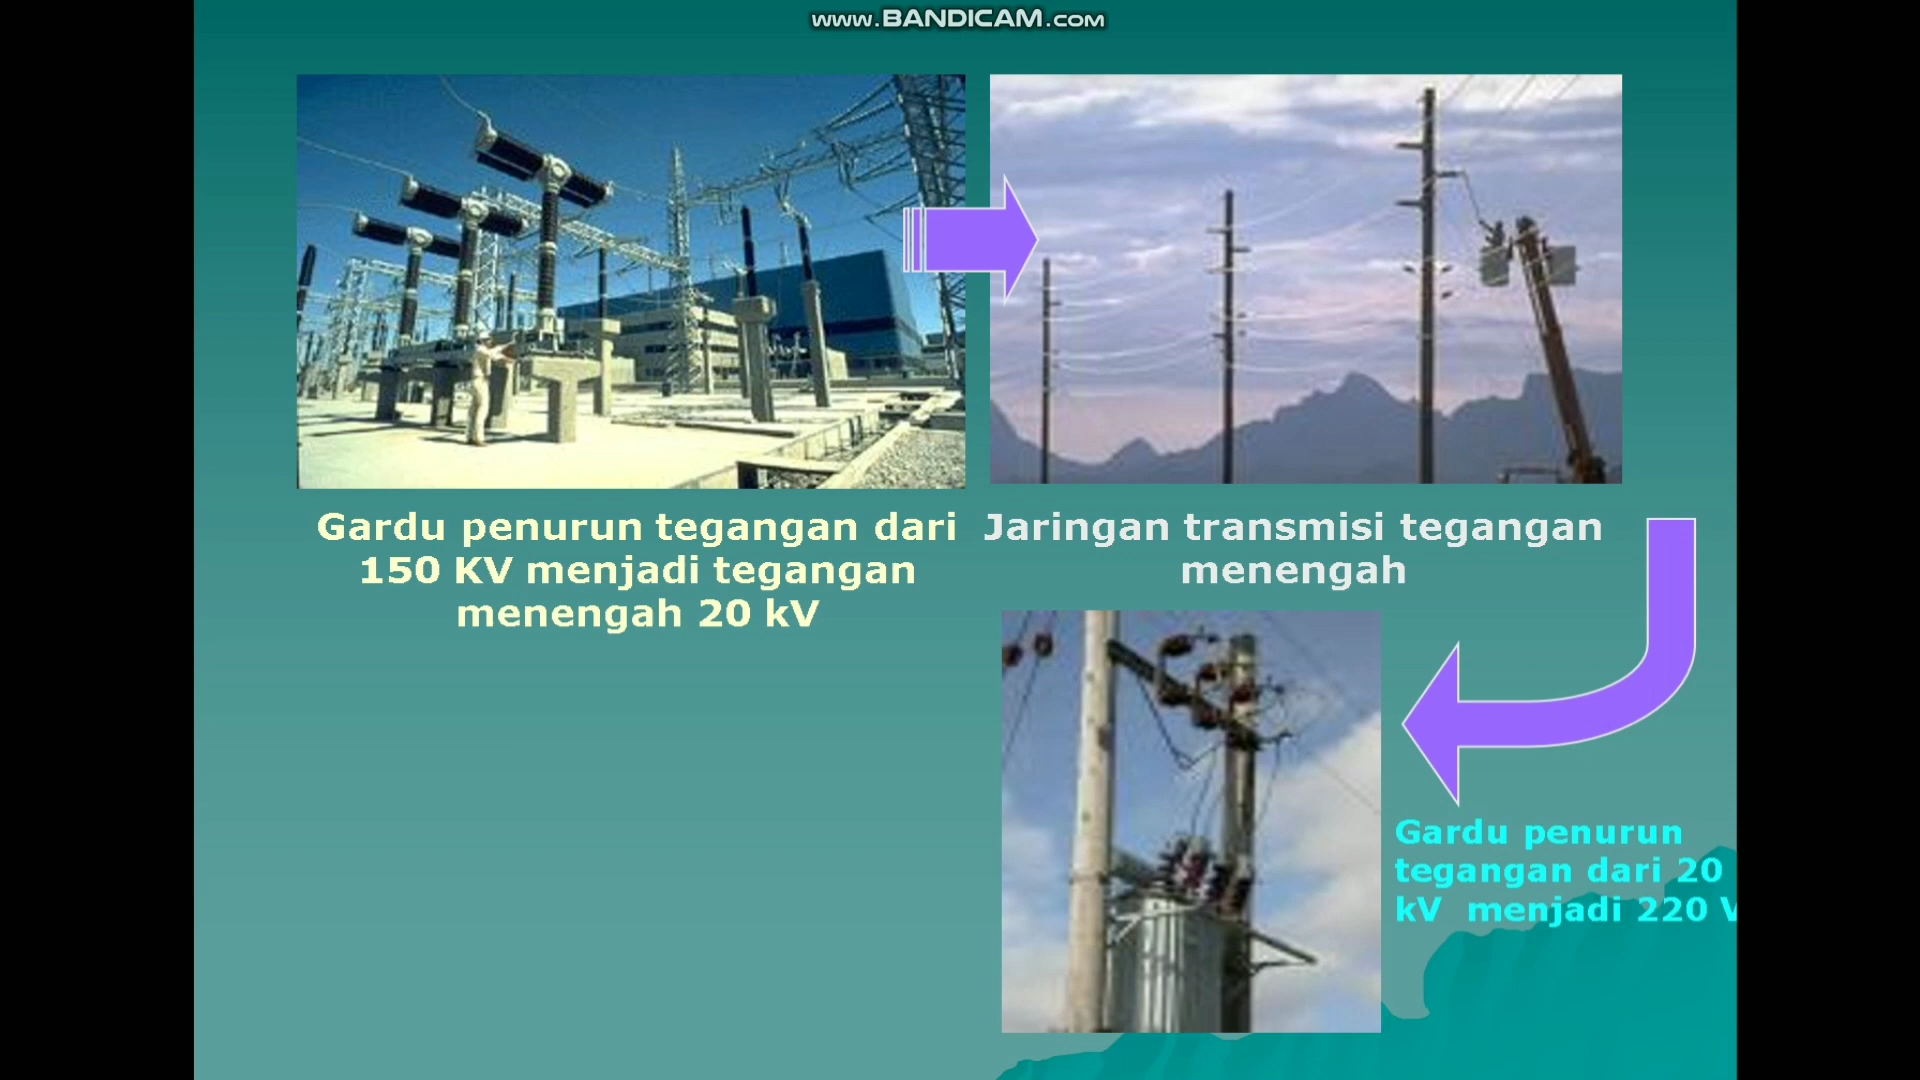 www.BANDICAM.COM
Gardu penurun tegangan dari
150 KV menjadi tegangan
menengah 20 kV
Jaringan transmisi tegangan
menengah
Gardu penurun
tegangan dari 20
kV menjadi 220 V